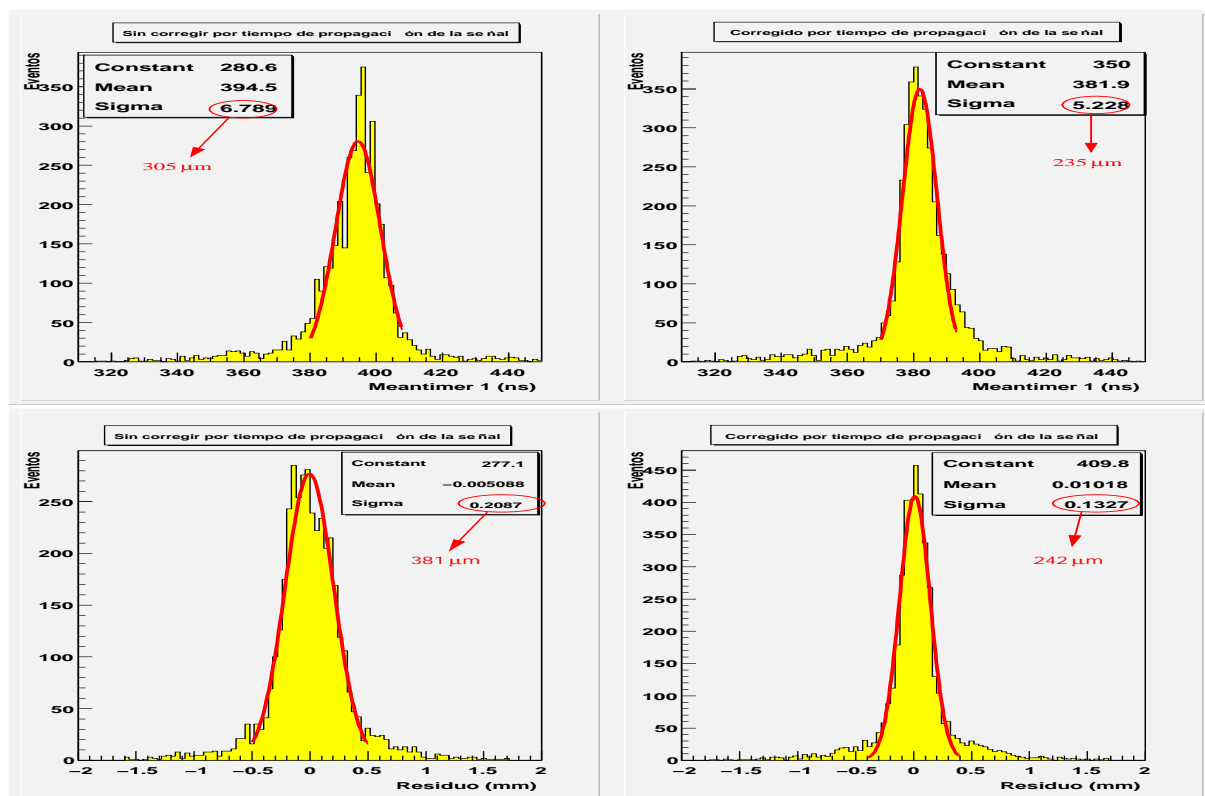 Sin corregir por tiempo de propagaci ón de la señal
Eventos
Constant 280.6
Mean 394.5
Sigma 6.789
305 μm
350
300
250
200
150
100
50
0
320 340 360 380 400 420 440
Meantimer 1 (ns)
Corregido por tiempo de propagaci ón de la señal
Eventos
Constant 350
Mean 381.9
Sigma 5.228
235 μm
350
300
250
200
150
100
50
0
320 340 360 380 400 420 440
Meantimer 1 (ns)
Sin corregir por tiempo de propagaci ón de la señal
Eventos
Constant 277.1
Mean −0.005088
Sigma 0.2087
381 μm
250
200
150
100
50
0
−2 −1.5 −1 −0.5 0 0.5 1 1.5 2
Residuo (mm)
Corregido por tiempo de propagaci ón de la señal
Eventos
Constant 409.8
Mean 0.01018
Sigma 0.1327
242 μm
450
400
350
300
250
200
150
100
50
0
−2 −1.5 −1 −0.5 0 0.5 1 1.5 2
Residuo (mm)